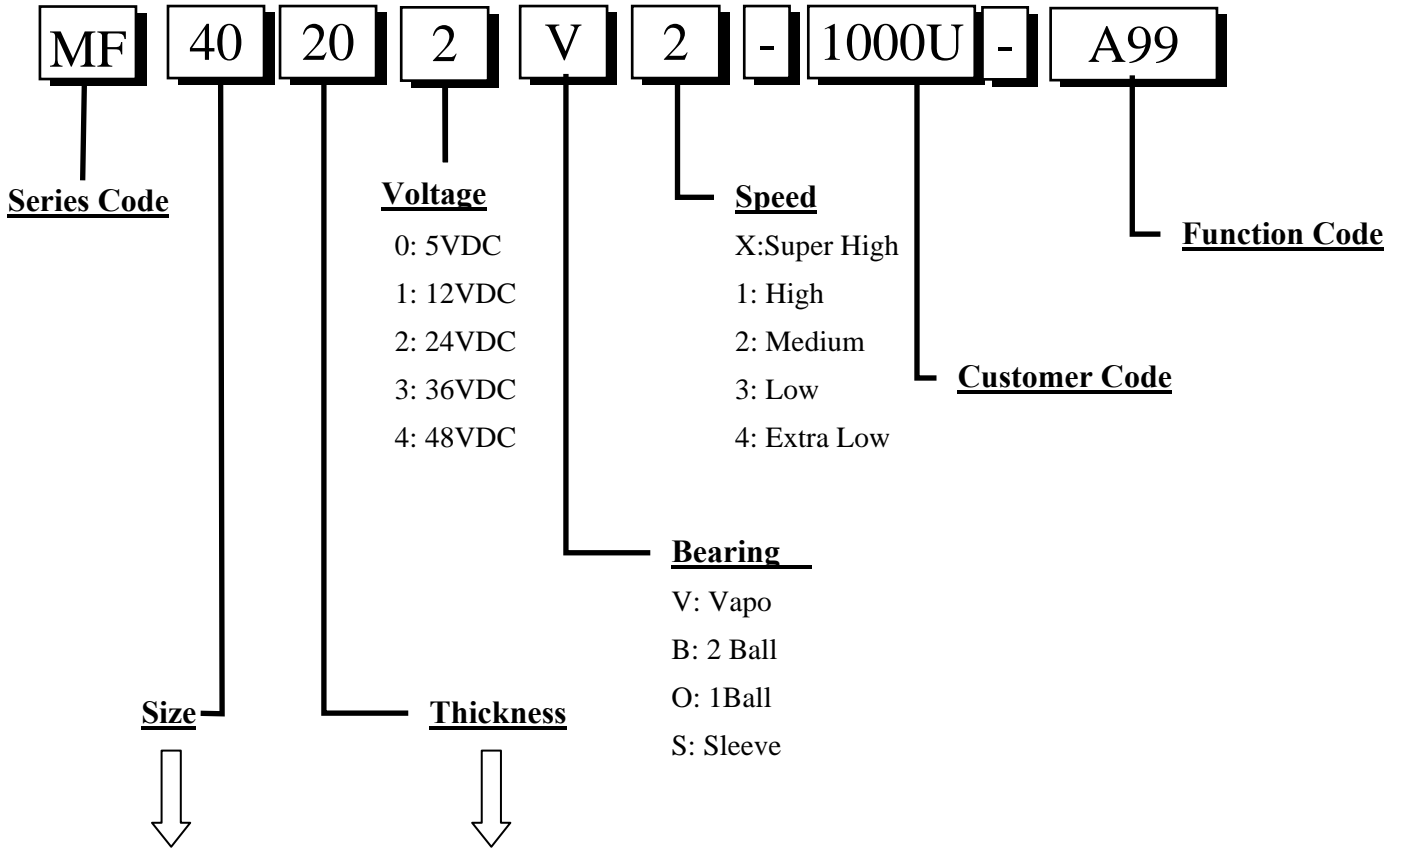 MF 40 20 2 V 2 - 1000U - A99
Series Code
Voltage
0: 5VDC
1: 12VDC
2: 24VDC
3: 36VDC
4: 48VDC
Speed
X:Super High
1: High
2: Medium
3: Low
4: Extra Low
Function Code
Customer Code
Bearing
V: Vapo
B: 2 Ball
O: 1Ball
S: Sleeve
Size
Thickness